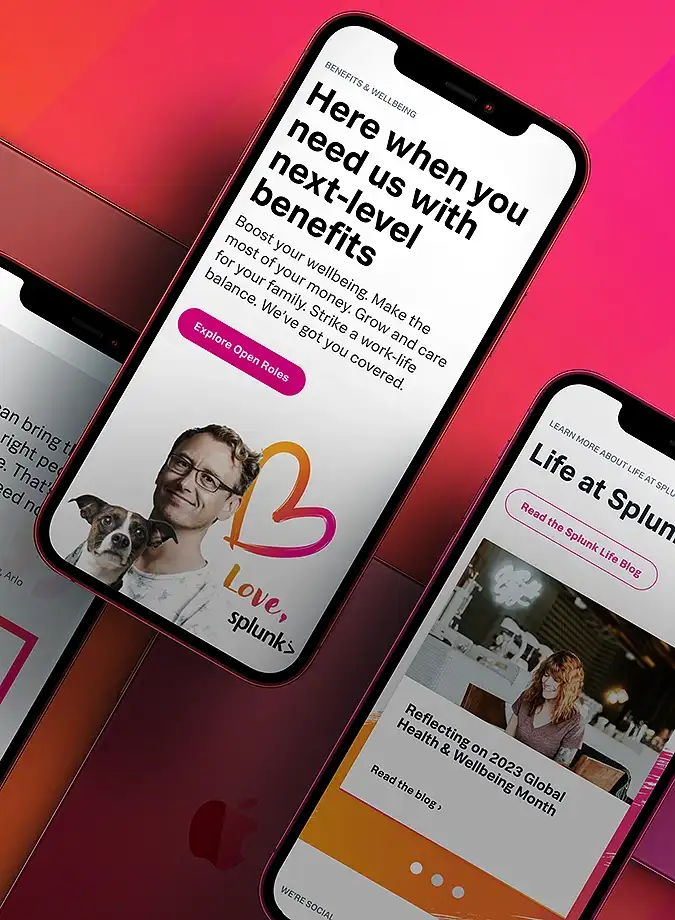 BENEFITS & WELLBEING
Here when you
need us with
next-level
benefits
Boost your wellbeing. Make the
most of your money. Grow and care
for your family. Strike a work-life
balance. We've got you covered.
Explore Open Roles
Love,
splunk>
an bring
right
That'
eed
, Arlo
LEARN MORE ABOUT LIFE AT SPLU
Life at Splun
Read the Splunk Life Blog
Reflecting on 2023 Global
Health & Wellbeing Month
Read the blog ›
WE'RE SOCIAL